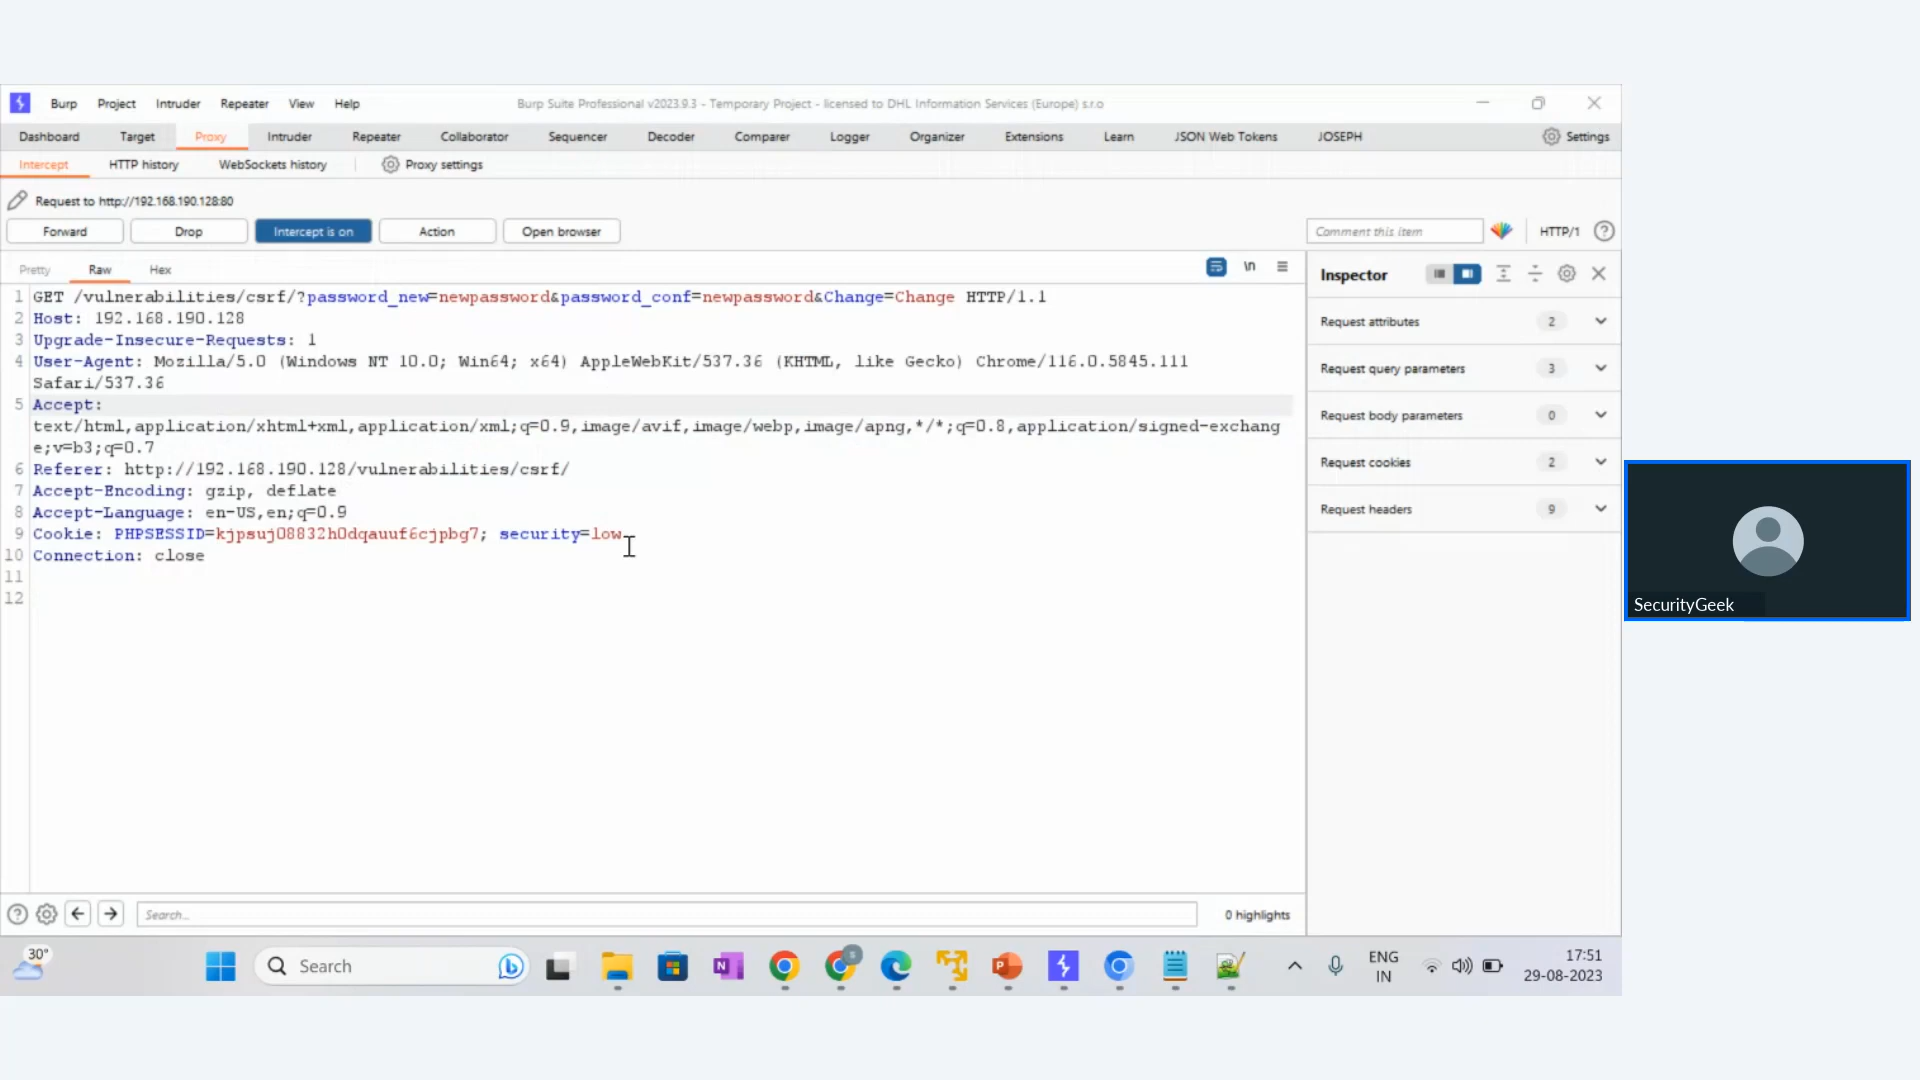 Burp Project Intruder Repeater View Help Burp Suite Professional v2023.9.3 - Temporary Project - licensed to DHL Information Services (Europe) s.r.o
Dashboard Target Proxy Intruder Repeater Collaborator Sequencer Decoder Comparer Logger Organizer Extensions Learn JSON Web Tokens JOSEPH Settings
Intercept HTTP history WebSockets history Proxy settings
Request to http://192.168.190.128:80
Forward Drop Intercept is on Action Open browser Comment this item HTTP/1 ?
Pretty Raw Hex \n
Inspector
1 GET /vulnerabilities/csrf/?password_new=newpassword&password_conf=newpassword&Change=Change HTTP/1.1
2 Host: 192.168.190.128
3 Upgrade-Insecure-Requests: 1
4 User-Agent: Mozilla/5.0 (Windows NT 10.0; Win64; x64) AppleWebKit/537.36 (KHTML, like Gecko) Chrome/116.0.5845.111
Safari/537.36
5 Accept:
text/html,application/xhtml+xml,application/xml;q=0.9,image/avif,image/webp,image/apng,*/*;q=0.8,application/signed-exchang
e;v=b3;q=0.7
6 Referer: http://192.168.190.128/vulnerabilities/csrf/
7 Accept-Encoding: gzip, deflate
8 Accept-Language: en-US,en;q=0.9
9 Cookie: PHPSESSID=kjpsuj08832h0dqauuf6cjpbg7; security=low
10 Connection: close
11
12
Request attributes 2
Request query parameters 3
Request body parameters 0
Request cookies 2
Request headers 9
SecurityGeek
? Search... 0 highlights
30° Search ENG 17:51
IN 29-08-2023